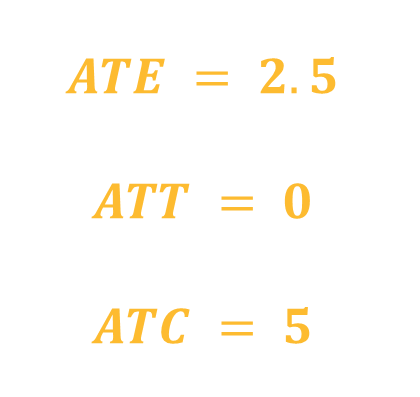 ATE = 2.5
ATT = 0
ATC = 5